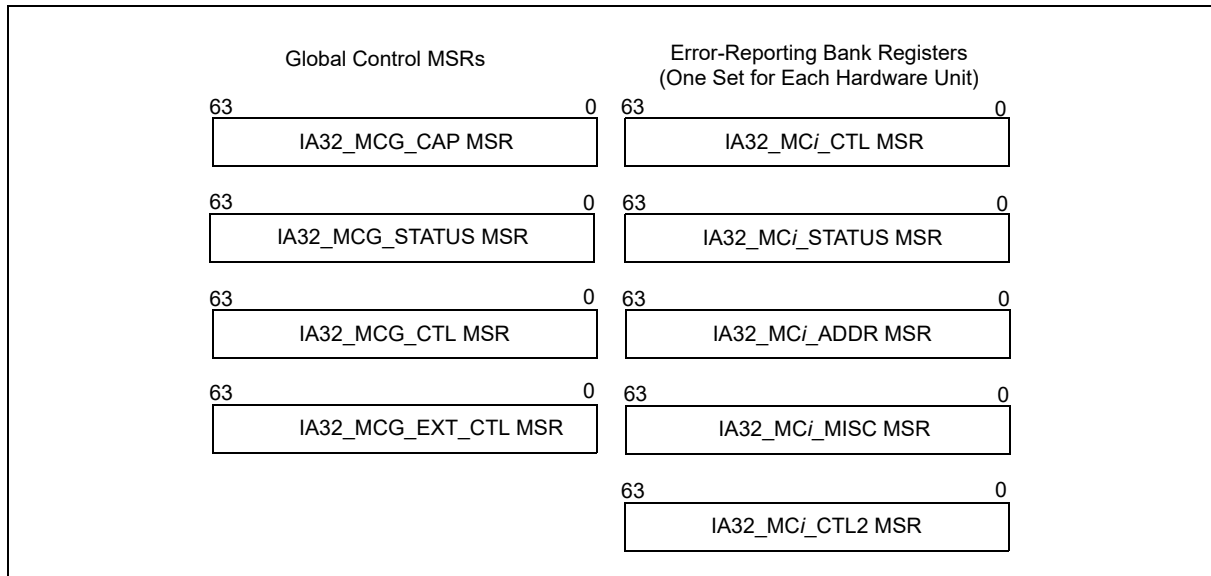 Global Control MSRs
63 0
IA32_MCG_CAP MSR
63 0
IA32_MCG_STATUS MSR
63 0
IA32_MCG_CTL MSR
63 0
IA32_MCG_EXT_CTL MSR
Error-Reporting Bank Registers
(One Set for Each Hardware Unit)
63 0
IA32_MCi_CTL MSR
63 0
IA32_MCi_STATUS MSR
63 0
IA32_MCi_ADDR MSR
63 0
IA32_MCi_MISC MSR
63 0
IA32_MCi_CTL2 MSR